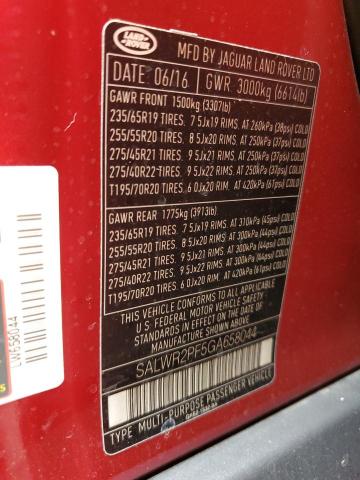 LAND-
ROVER
MFD BY JAGUAR LAND ROVER LTD
DATE 06/16 GWR 3000kg (6614lb)
GAWR FRONT 1500kg (3307lb)
235/65R19 TIRES. 7 5Jx19 RIMS. AT 260kPa (38psi) COLD
255/55R20 TIRES. 8 5Jx20 RIMS. AT 250kPa (37psi) COLD
275/45R21 TIRES. 9 5Jx21 RIMS. AT 250kPa (37psi) COLD
275/40R22 TIRES. 9 5Jx22 RIMS. AT 250kPa (37psi) COLD
T195/70R20 TIRES. 6 0Jx20 RIM. AT 420kPa (61psi) COLD
GAWR REAR 1775kg (3913lb)
235/65R19 TIRES. 7 5Jx19 RIMS. AT 310kPa (45psi) COLD
255/55R20 TIRES. 8 5Jx20 RIMS. AT 300kPa (44psi) COLD
275/45R21 TIRES. 9 5Jx21 RIMS. AT 300kPa (44psi) COLD
275/40R22 TIRES. 9 5Jx22 RIMS. AT 300kPa (44psi) COLD
T195/70R20 TIRES. 6 0Jx20 RIM. AT 420kPa (61psi) COLD
THIS VEHICLE CONFORMS TO ALL APPLICABLE
U.S. FEDERAL MOTOR VEHICLE SAFETY AND
THEFT PREVENTION STANDARDS IN EFFECT ON THE
DATE OF MANUFACTURE SHOWN ABOVE
SALWR2PF5GA658044
TYPE MULTI-PURPOSE PASSENGER VEHICLE
LW658044